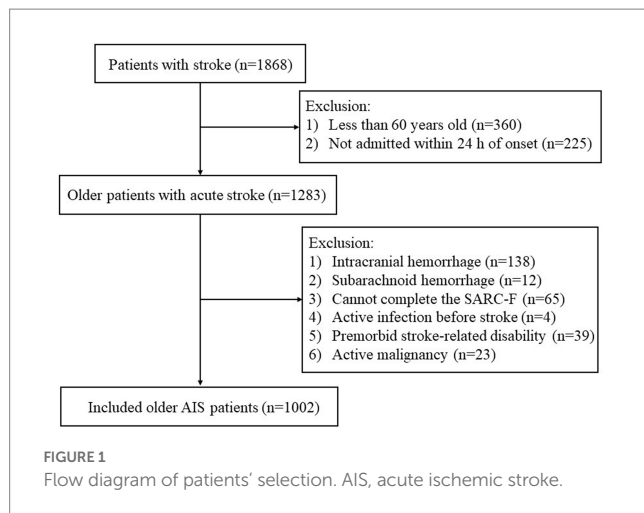 Patients with stroke (n=1868)
Exclusion:
1) Less than 60 years old (n=360)
2) Not admitted within 24 h of onset (n=225)
Older patients with acute stroke (n=1283)
Exclusion:
1) Intracranial hemorrhage (n=138)
2) Subarachnoid hemorrhage (n=12)
3) Cannot complete the SARC-F (n=65)
4) Active infection before stroke (n=4)
5) Premorbid stroke-related disability (n=39)
6) Active malignancy (n=23)
Included older AIS patients (n=1002)
FIGURE 1
Flow diagram of patients’ selection. AIS, acute ischemic stroke.